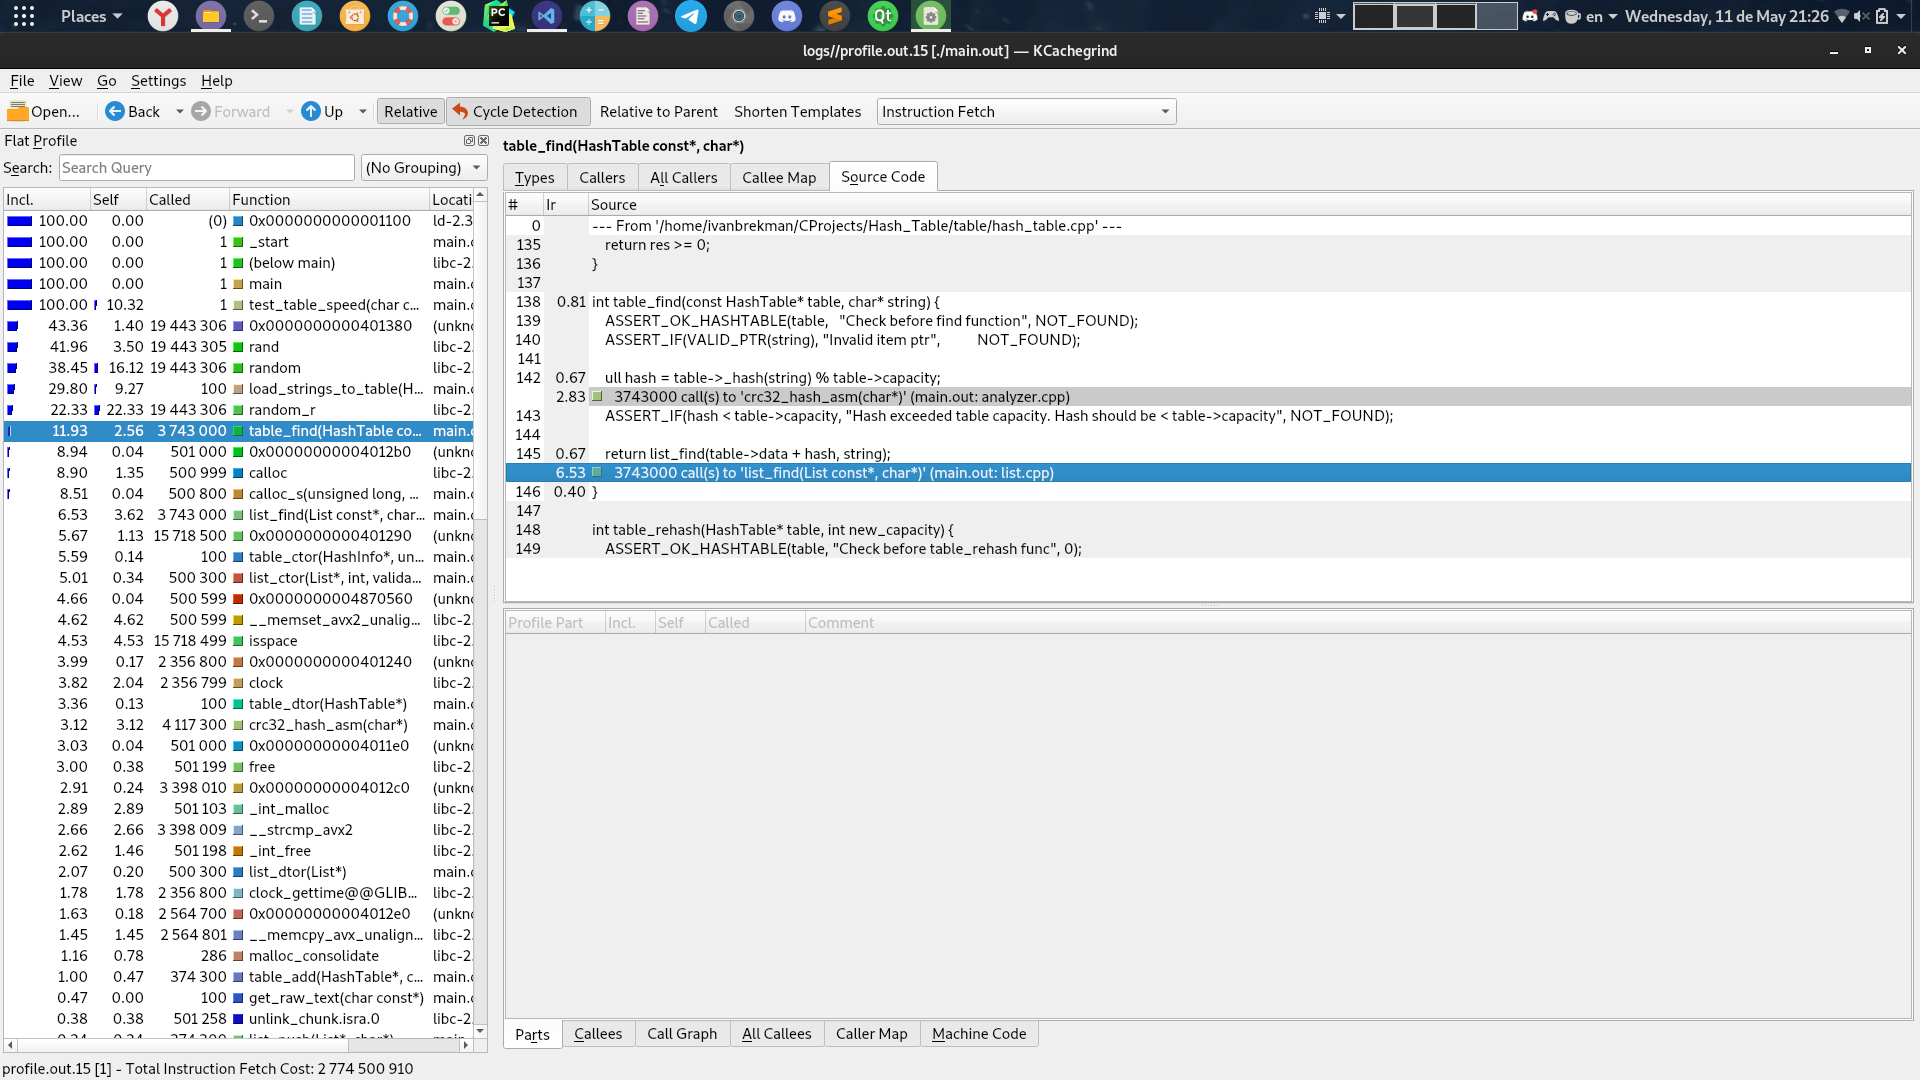 Places
en
Wednesday, 11 de May 21:26
logs//profile.out.15 [./main.out] — KCachegrind
File View Go Settings Help
Open... Back Forward Up Relative Cycle Detection Relative to Parent Shorten Templates Instruction Fetch
Flat Profile
Search: Search Query (No Grouping)
Incl. Self Called Function Locati
100.00 0.00 (0) 0x0000000000001100 ld-2.3
100.00 0.00 1 _start main.c
100.00 0.00 1 (below main) libc-2.
100.00 0.00 1 main main.c
100.00 10.32 1 test_table_speed(char c... main.c
43.36 1.40 19 443 306 0x0000000000401380 (unkno
41.96 3.50 19 443 305 rand libc-2.
38.45 16.12 19 443 306 random libc-2.
29.80 9.27 100 load_strings_to_table(H... main.c
22.33 22.33 19 443 306 random_r libc-2.
11.93 2.56 3 743 000 table_find(HashTable co... main.c
8.94 0.04 501 000 0x00000000004012b0 (unkno
8.90 1.35 500 999 calloc libc-2.
8.51 0.04 500 800 calloc_s(unsigned long, ... main.c
6.53 3.62 3 743 000 list_find(List const*, char... main.c
5.67 1.13 15 718 500 0x0000000000401290 (unkno
5.59 0.14 100 table_ctor(HashInfo*, un... main.c
5.01 0.34 500 300 list_ctor(List*, int, valida... main.c
4.66 0.04 500 599 0x0000000004870560 (unkno
4.62 4.62 500 599 __memset_avx2_unalig... libc-2.
4.53 4.53 15 718 499 isspace libc-2.
3.99 0.17 2 356 800 0x0000000000401240 (unkno
3.82 2.04 2 356 799 clock libc-2.
3.36 0.13 100 table_dtor(HashTable*) main.c
3.12 3.12 4 117 300 crc32_hash_asm(char*) main.c
3.03 0.04 501 000 0x00000000004011e0 (unkno
3.00 0.38 501 199 free libc-2.
2.91 0.24 3 398 010 0x00000000004012c0 (unkno
2.89 2.89 501 103 _int_malloc libc-2.
2.66 2.66 3 398 009 __strcmp_avx2 libc-2.
2.62 1.46 501 198 _int_free libc-2.
2.07 0.20 500 300 list_dtor(List*) main.c
1.78 1.78 2 356 800 clock_gettime@@GLIB... libc-2.
1.63 0.18 2 564 700 0x00000000004012e0 (unkno
1.45 1.45 2 564 801 __memcpy_avx_unalign... libc-2.
1.16 0.78 286 malloc_consolidate libc-2.
1.00 0.47 374 300 table_add(HashTable*, c... main.c
0.47 0.00 100 get_raw_text(char const*) main.c
0.38 0.38 501 258 unlink_chunk.isra.0 libc-2.
table_find(HashTable const*, char*)
Types Callers All Callers Callee Map Source Code
# Ir Source
0 --- From '/home/ivanbrekman/CProjects/Hash_Table/table/hash_table.cpp' ---
135 return res >= 0;
136 }
137
138 0.81 int table_find(const HashTable* table, char* string) {
139 ASSERT_OK_HASHTABLE(table, "Check before find function", NOT_FOUND);
140 ASSERT_IF(VALID_PTR(string), "Invalid item ptr", NOT_FOUND);
141
142 0.67 ull hash = table->_hash(string) % table->capacity;
2.83 3743000 call(s) to 'crc32_hash_asm(char*)' (main.out: analyzer.cpp)
143 ASSERT_IF(hash < table->capacity, "Hash exceeded table capacity. Hash should be < table->capacity", NOT_FOUND);
144
145 0.67 return list_find(table->data + hash, string);
6.53 3743000 call(s) to 'list_find(List const*, char*)' (main.out: list.cpp)
146 0.40 }
147
148 int table_rehash(HashTable* table, int new_capacity) {
149 ASSERT_OK_HASHTABLE(table, "Check before table_rehash func", 0);
Profile Part Incl. Self Called Comment
Parts Callees Call Graph All Callees Caller Map Machine Code
profile.out.15 [1] - Total Instruction Fetch Cost: 2 774 500 910